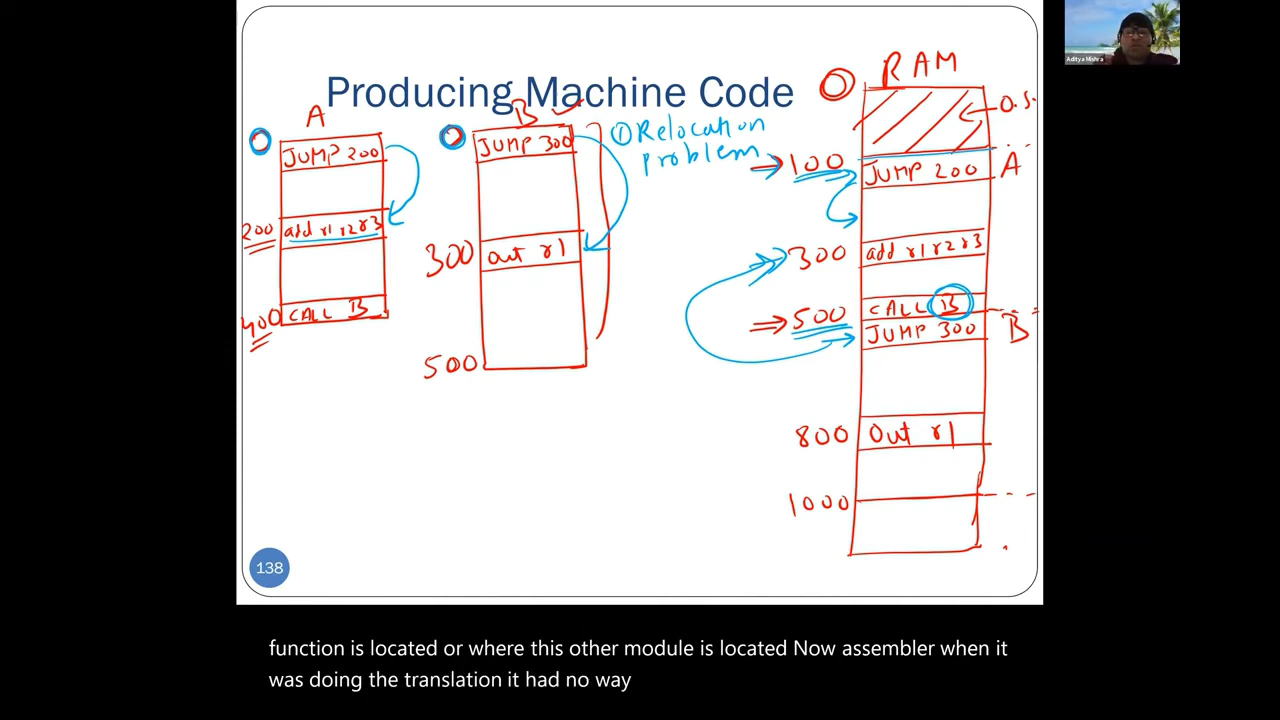 Aditya Mishra
Producing Machine Code
A
JUMP 200
200 add r1 r2 r3
400 CALL B
B
JUMP 300
300 Out r1
500
① Relocation
problem
RAM
O.S.
100 JUMP 200 A
300 add r1 r2 r3
CALL B
500 JUMP 300 B
800 Out r1
1000
138
function is located or where this other module is located Now assembler when it
was doing the translation it had no way